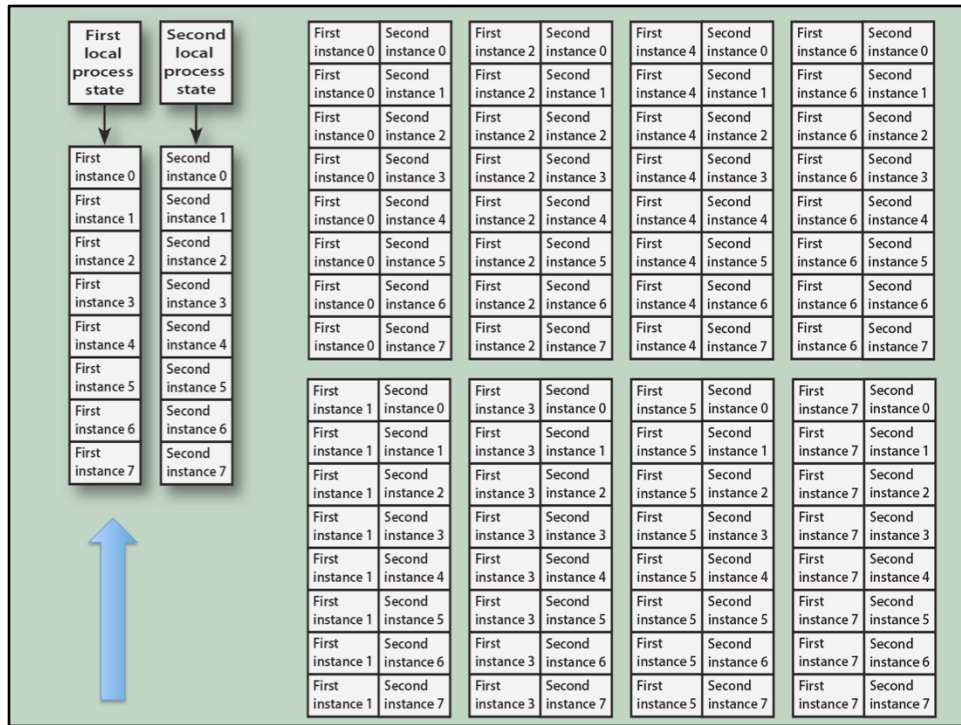 First
local
process
state
Second
local
process
state
First
instance 0
First
instance 1
First
instance 2
First
instance 3
First
instance 4
First
instance 5
First
instance 6
First
instance 7
Second
instance 0
Second
instance 1
Second
instance 2
Second
instance 3
Second
instance 4
Second
instance 5
Second
instance 6
Second
instance 7
First Second
instance 0 instance 0
First Second
instance 0 instance 1
First Second
instance 0 instance 2
First Second
instance 0 instance 3
First Second
instance 0 instance 4
First Second
instance 0 instance 5
First Second
instance 0 instance 6
First Second
instance 0 instance 7
First Second
instance 2 instance 0
First Second
instance 2 instance 1
First Second
instance 2 instance 2
First Second
instance 2 instance 3
First Second
instance 2 instance 4
First Second
instance 2 instance 5
First Second
instance 2 instance 6
First Second
instance 2 instance 7
First Second
instance 4 instance 0
First Second
instance 4 instance 1
First Second
instance 4 instance 2
First Second
instance 4 instance 3
First Second
instance 4 instance 4
First Second
instance 4 instance 5
First Second
instance 4 instance 6
First Second
instance 4 instance 7
First Second
instance 6 instance 0
First Second
instance 6 instance 1
First Second
instance 6 instance 2
First Second
instance 6 instance 3
First Second
instance 6 instance 4
First Second
instance 6 instance 5
First Second
instance 6 instance 6
First Second
instance 6 instance 7
First Second
instance 1 instance 0
First Second
instance 1 instance 1
First Second
instance 1 instance 2
First Second
instance 1 instance 3
First Second
instance 1 instance 4
First Second
instance 1 instance 5
First Second
instance 1 instance 6
First Second
instance 1 instance 7
First Second
instance 3 instance 0
First Second
instance 3 instance 1
First Second
instance 3 instance 2
First Second
instance 3 instance 3
First Second
instance 3 instance 4
First Second
instance 3 instance 5
First Second
instance 3 instance 6
First Second
instance 3 instance 7
First Second
instance 5 instance 0
First Second
instance 5 instance 1
First Second
instance 5 instance 2
First Second
instance 5 instance 3
First Second
instance 5 instance 4
First Second
instance 5 instance 5
First Second
instance 5 instance 6
First Second
instance 5 instance 7
First Second
instance 7 instance 0
First Second
instance 7 instance 1
First Second
instance 7 instance 2
First Second
instance 7 instance 3
First Second
instance 7 instance 4
First Second
instance 7 instance 5
First Second
instance 7 instance 6
First Second
instance 7 instance 7